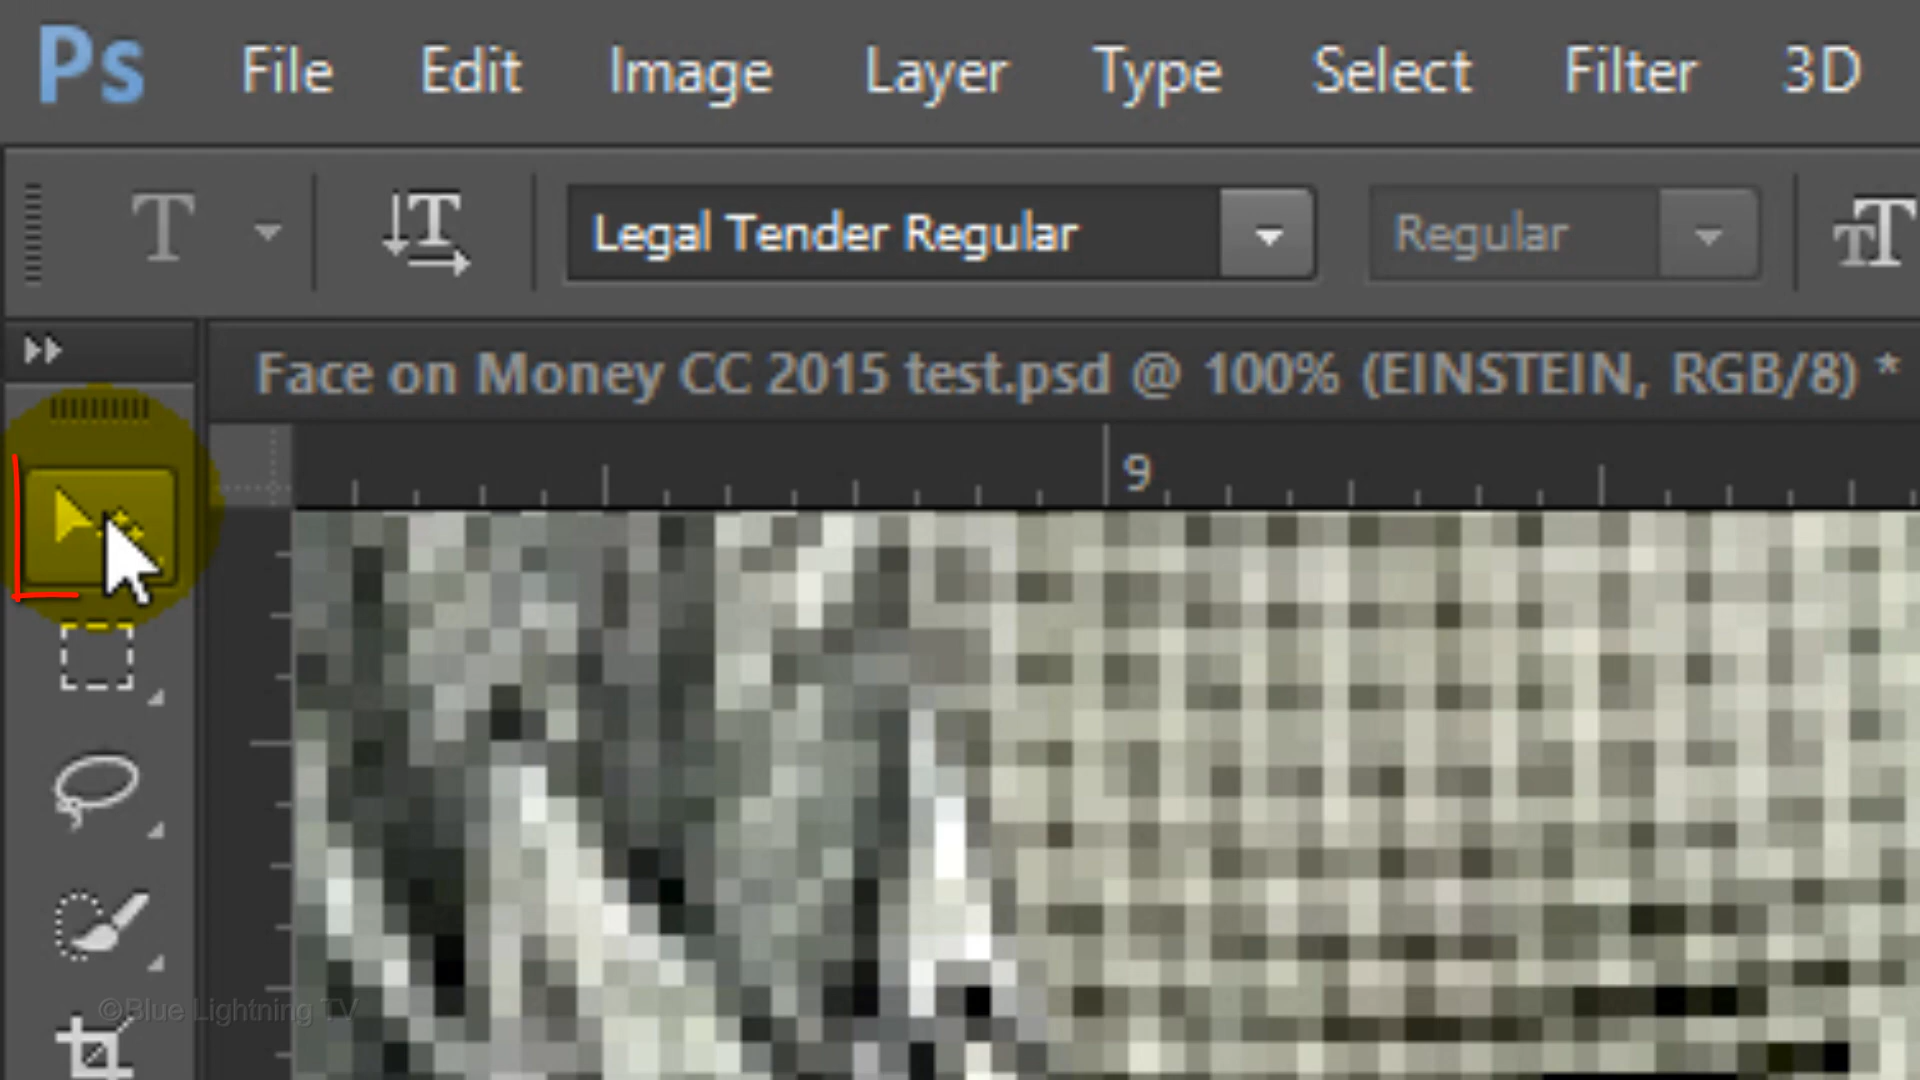 Ps File Edit Image Layer Type Select Filter 3D
T T Legal Tender Regular Regular TT
Face on Money CC 2015 test.psd @ 100% (EINSTEIN, RGB/8) *
9
©Blue Lightning TV